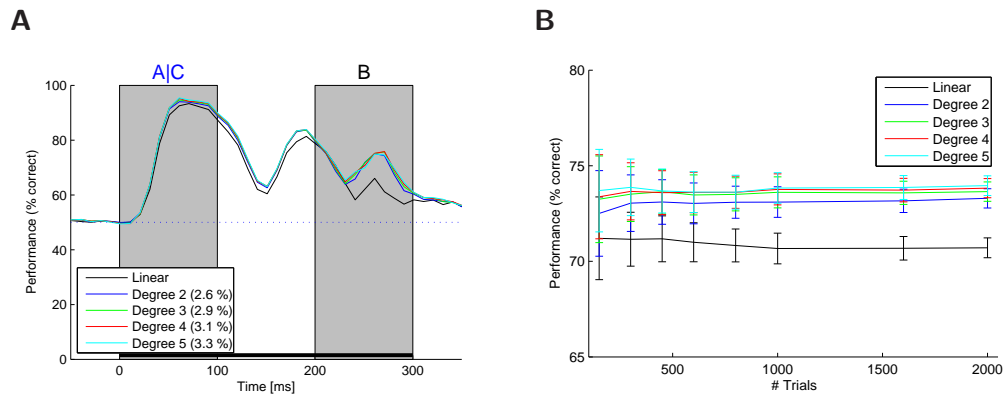 A
A|C
B
100
80
60
40
20
0
Performance (% correct)
Linear
Degree 2 (2.6 %)
Degree 3 (2.9 %)
Degree 4 (3.1 %)
Degree 5 (3.3 %)
0
100
200
300
Time [ms]
B
80
75
70
65
Performance (% correct)
Linear
Degree 2
Degree 3
Degree 4
Degree 5
500
1000
1500
2000
# Trials